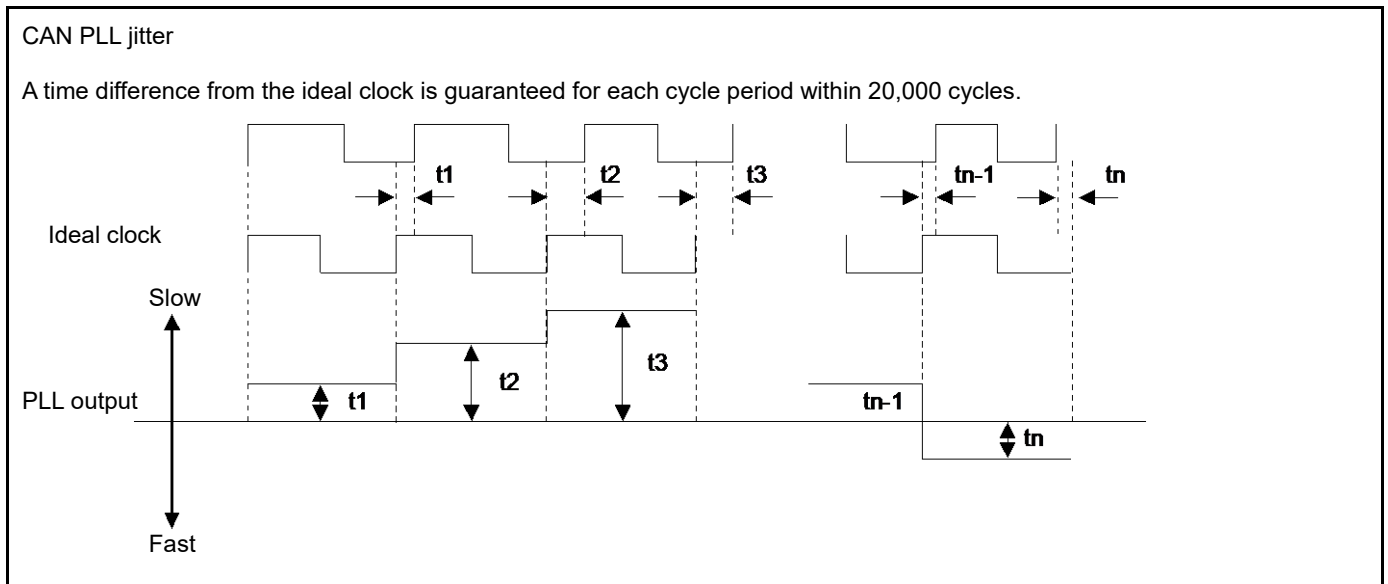 CAN PLL jitter
A time difference from the ideal clock is guaranteed for each cycle period within 20,000 cycles.
t1 t2 t3 tn-1 tn
Ideal clock
Slow
t3
t2
PLL output t1 tn-1
tn
Fast